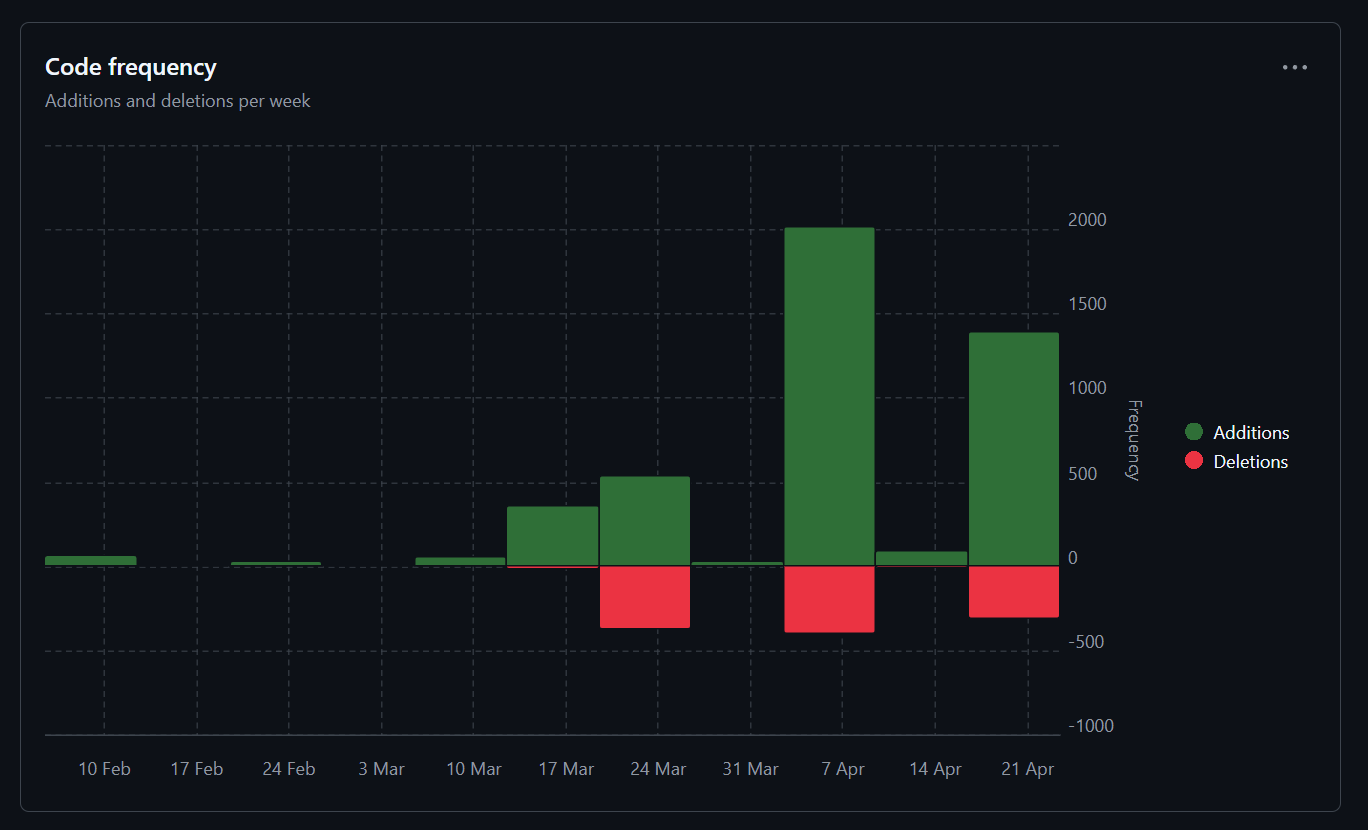 Code frequency
Additions and deletions per week
2000
1500
1000
500
0
-500
-1000
Frequency
Additions
Deletions
10 Feb 17 Feb 24 Feb 3 Mar 10 Mar 17 Mar 24 Mar 31 Mar 7 Apr 14 Apr 21 Apr